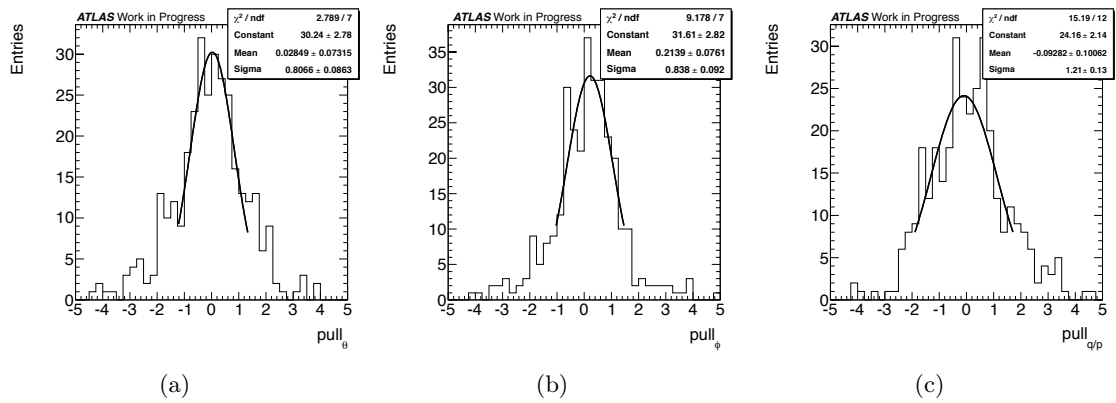 ATLAS Work in Progress
χ² / ndf 2.789 / 7
Constant 30.24 ± 2.78
Mean 0.02849 ± 0.07315
Sigma 0.8066 ± 0.0863
Entries
30
25
20
15
10
5
0
-5 -4 -3 -2 -1 0 1 2 3 4 5
pull_θ
(a)
ATLAS Work in Progress
χ² / ndf 9.178 / 7
Constant 31.61 ± 2.82
Mean 0.2139 ± 0.0761
Sigma 0.838 ± 0.092
Entries
35
30
25
20
15
10
5
0
-5 -4 -3 -2 -1 0 1 2 3 4 5
pull_ϕ
(b)
ATLAS Work in Progress
χ² / ndf 15.19 / 12
Constant 24.16 ± 2.14
Mean -0.09282 ± 0.10062
Sigma 1.21 ± 0.13
Entries
30
25
20
15
10
5
0
-5 -4 -3 -2 -1 0 1 2 3 4 5
pull_q/p
(c)